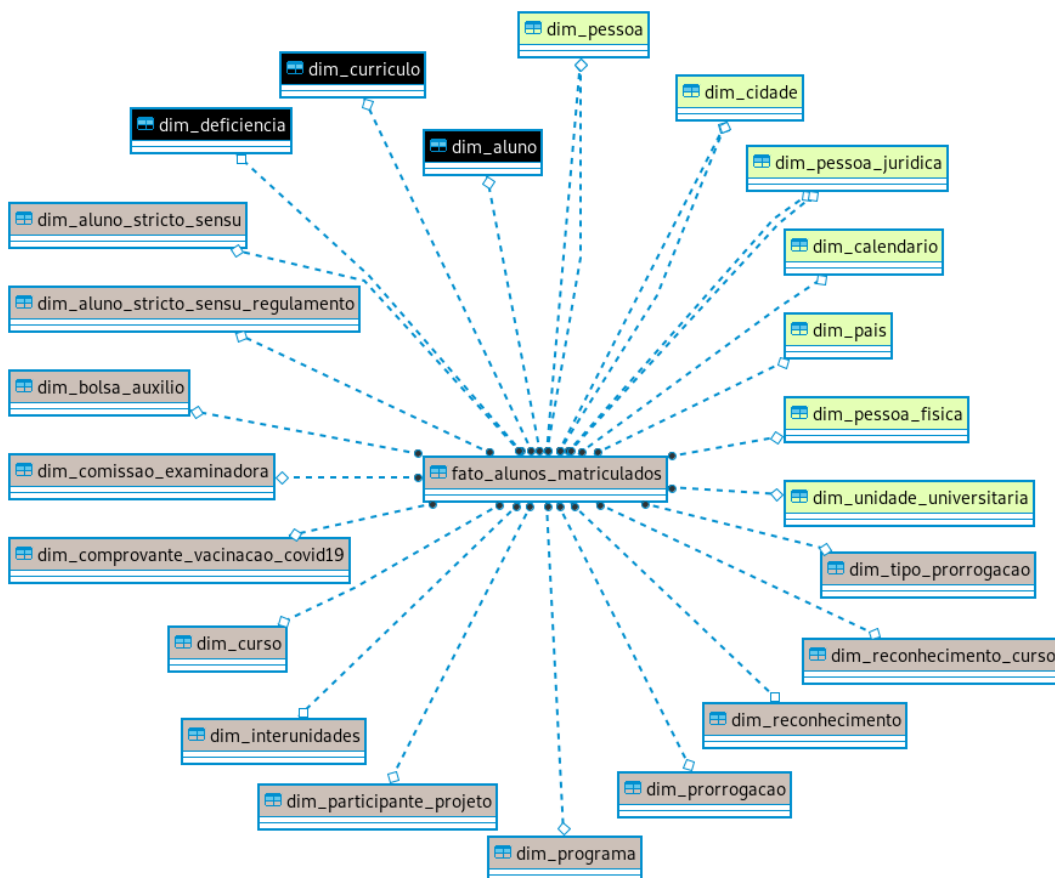 dim_pessoa
dim_curriculo
dim_cidade
dim_deficiencia
dim_aluno
dim_pessoa_juridica
dim_aluno_stricto_sensu
dim_calendario
dim_aluno_stricto_sensu_regulamento
dim_pais
dim_bolsa_auxilio
dim_pessoa_fisica
dim_comissao_examinadora
fato_alunos_matriculados
dim_unidade_universitaria
dim_comprovante_vacinacao_covid19
dim_tipo_prorrogacao
dim_curso
dim_reconhecimento_curso
dim_interunidades
dim_reconhecimento
dim_participante_projeto
dim_prorrogacao
dim_programa